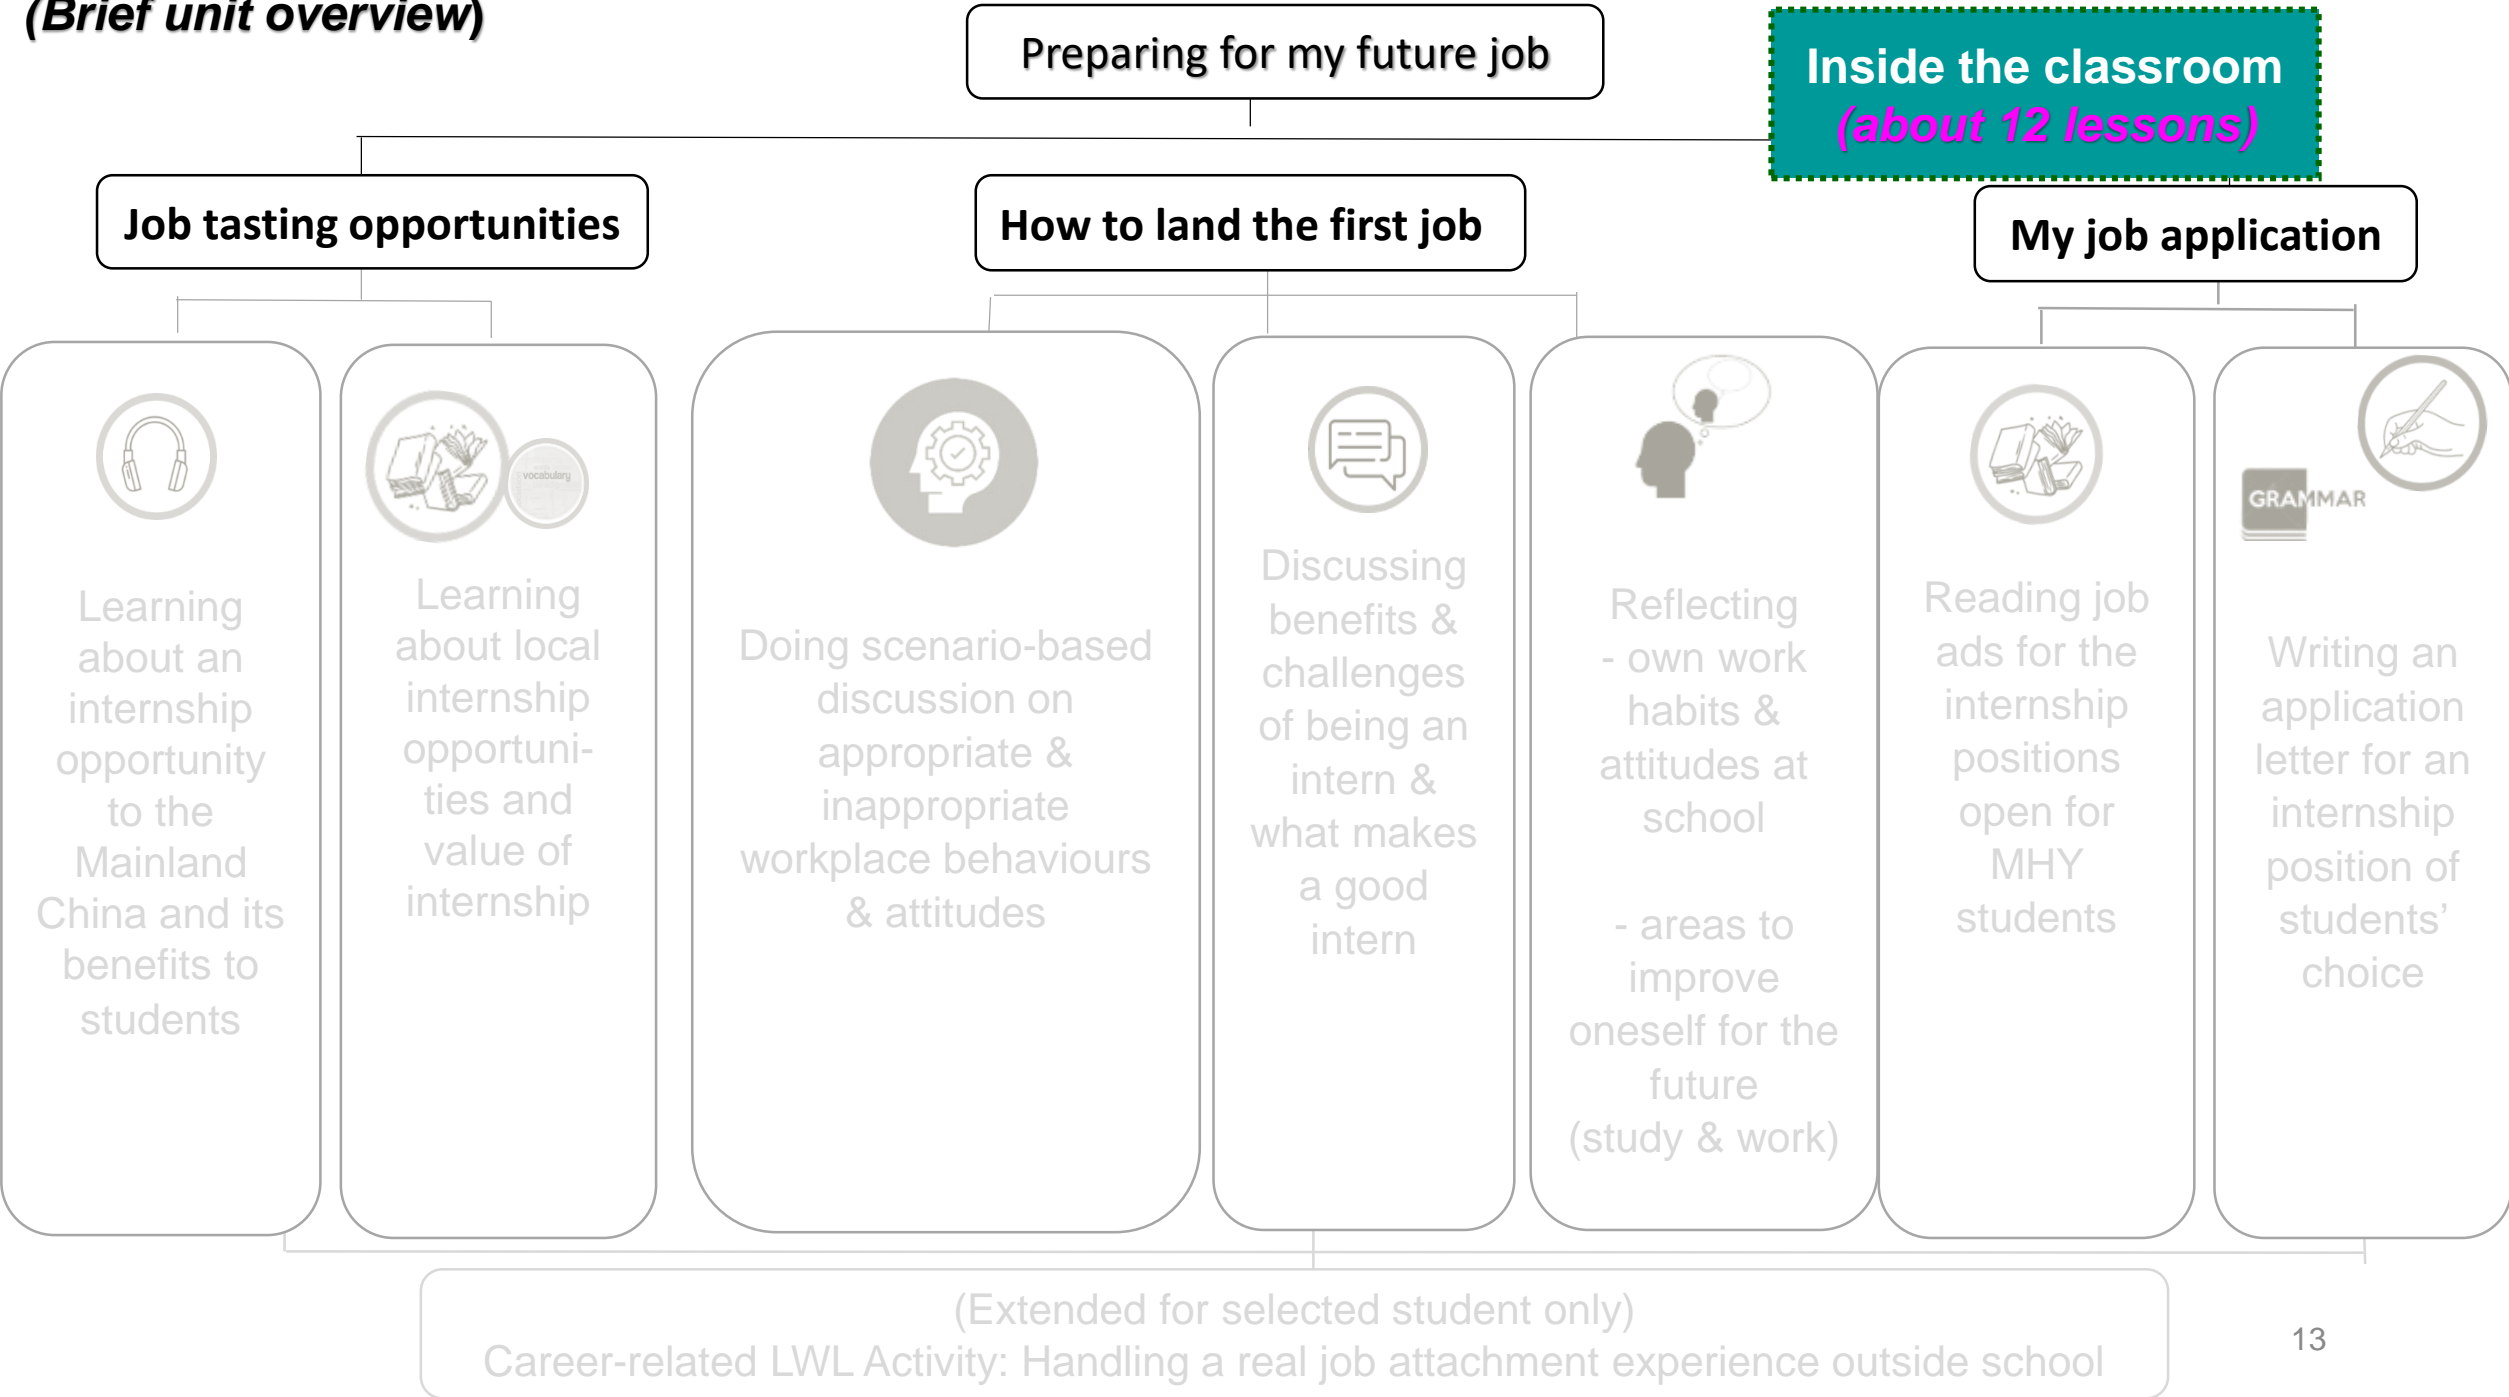 (Brief unit overview)
Preparing for my future job
Inside the classroom
(about 12 lessons)
Job tasting opportunities
How to land the first job
My job application
Learning
about an
internship
opportunity
to the
Mainland
China and its
benefits to
students
vocabulary
Learning
about local
internship
opportuni-
ties and
value of
internship
Doing scenario-based
discussion on
appropriate &
inappropriate
workplace behaviours
& attitudes
Discussing
benefits &
challenges
of being an
intern &
what makes
a good
intern
Reflecting
- own work
habits &
attitudes at
school
- areas to
improve
oneself for the
future
(study & work)
Reading job
ads for the
internship
positions
open for
MHY
students
GRAMMAR
Writing an
application
letter for an
internship
position of
students’
choice
(Extended for selected student only)
Career-related LWL Activity: Handling a real job attachment experience outside school
13